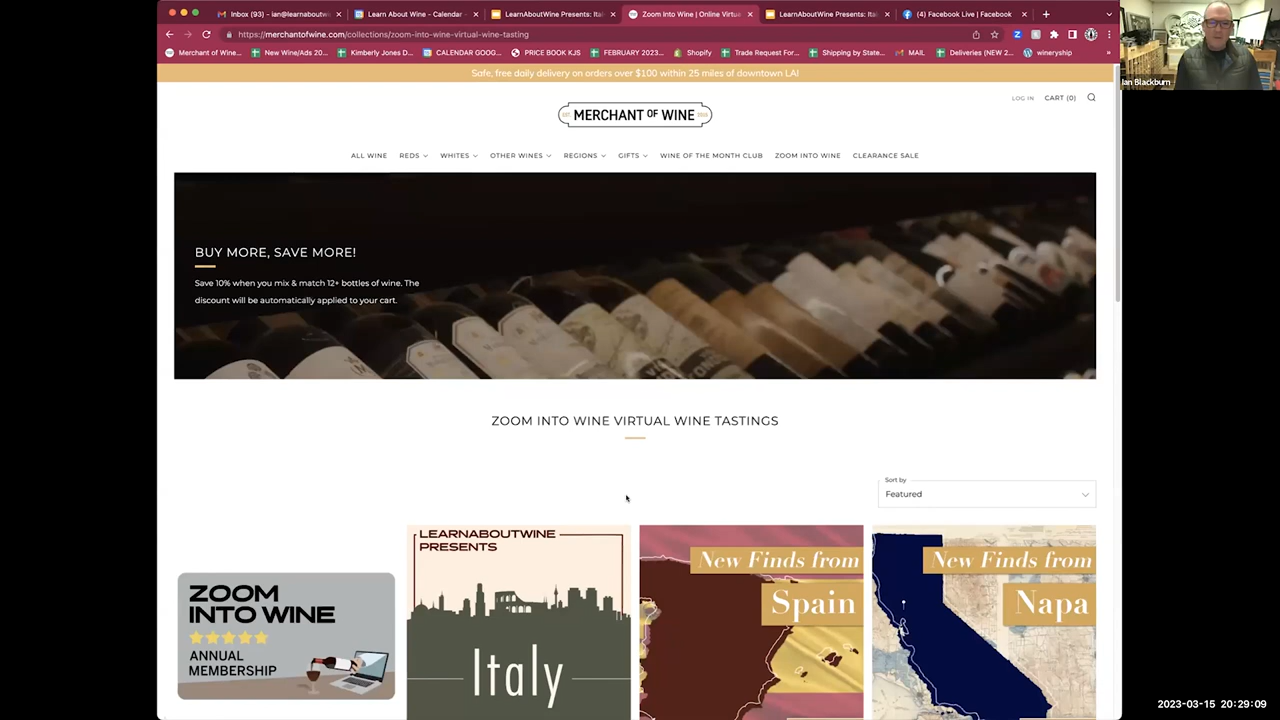 Inbox (93) - ian@learnaboutw
Learn About Wine - Calendar -
LearnAboutWine Presents: Ital
Zoom Into Wine | Online Virtua
LearnAboutWine Presents: Ital
(4) Facebook Live | Facebook
https://merchantofwine.com/collections/zoom-into-wine-virtual-wine-tasting
Merchant of Wine...
New Wine/Ads 20...
Kimberly Jones D...
CALENDAR GOOG...
PRICE BOOK KJS
FEBRUARY 2023...
Shopify
Trade Request For...
Shipping by State...
MAIL
Deliveries (NEW 2...
wineryship
Ian Blackburn
Safe, free daily delivery on orders over $100 within 25 miles of downtown LA!
LOG IN
CART (0)
EST. MERCHANT OF WINE
ALL WINE
REDS
WHITES
OTHER WINES
REGIONS
GIFTS
WINE OF THE MONTH CLUB
ZOOM INTO WINE
CLEARANCE SALE
BUY MORE, SAVE MORE!
Save 10% when you mix & match 12+ bottles of wine. The
discount will be automatically applied to your cart.
ZOOM INTO WINE VIRTUAL WINE TASTINGS
Sort by
Featured
ZOOM
INTO WINE
ANNUAL
MEMBERSHIP
LEARNABOUTWINE
PRESENTS
Italy
New Finds from
Spain
New Finds from
Napa
2023-03-15 20:29:09